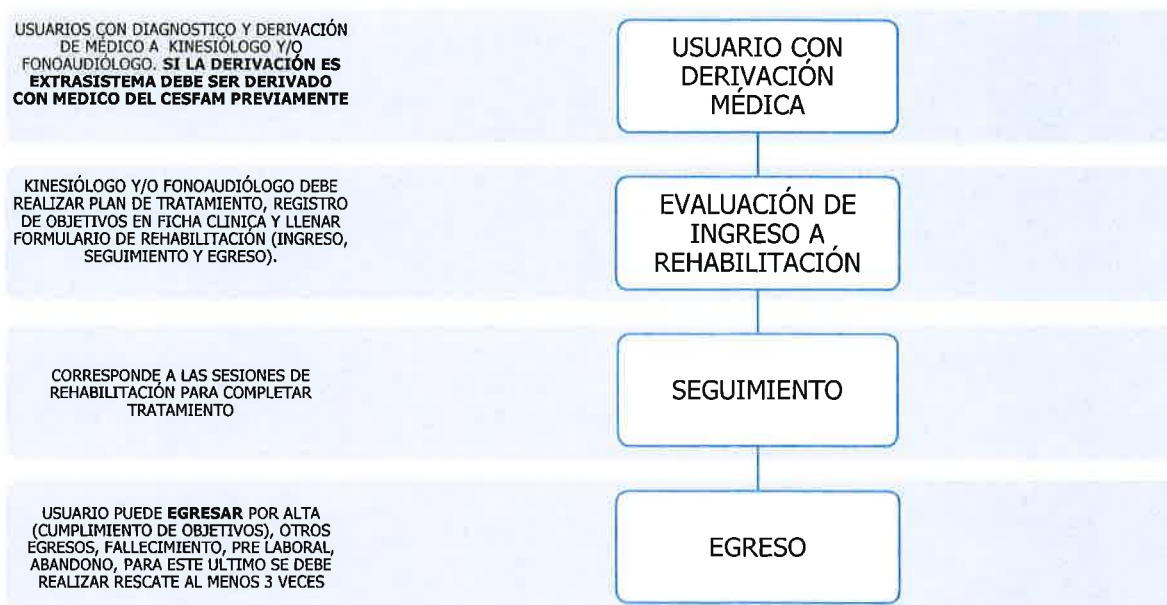 USUARIOS CON DIAGNOSTICO Y DERIVACIÓN
DE MÉDICO A KINESIÓLOGO Y/O
FONOAUDIÓLOGO. SI LA DERIVACIÓN ES
EXTRASISTEMA DEBE SER DERIVADO
CON MEDICO DEL CESFAM PREVIAMENTE
USUARIO CON
DERIVACIÓN
MÉDICA
KINESIÓLOGO Y/O FONOAUDIÓLOGO DEBE
REALIZAR PLAN DE TRATAMIENTO, REGISTRO
DE OBJETIVOS EN FICHA CLINICA Y LLENAR
FORMULARIO DE REHABILITACIÓN (INGRESO,
SEGUIMIENTO Y EGRESO).
EVALUACIÓN DE
INGRESO A
REHABILITACIÓN
CORRESPONDE A LAS SESIONES DE
REHABILITACIÓN PARA COMPLETAR
TRATAMIENTO
SEGUIMIENTO
USUARIO PUEDE EGRESAR POR ALTA
(CUMPLIMIENTO DE OBJETIVOS), OTROS
EGRESOS, FALLECIMIENTO, PRE LABORAL,
ABANDONO, PARA ESTE ULTIMO SE DEBE
REALIZAR RESCATE AL MENOS 3 VECES
EGRESO